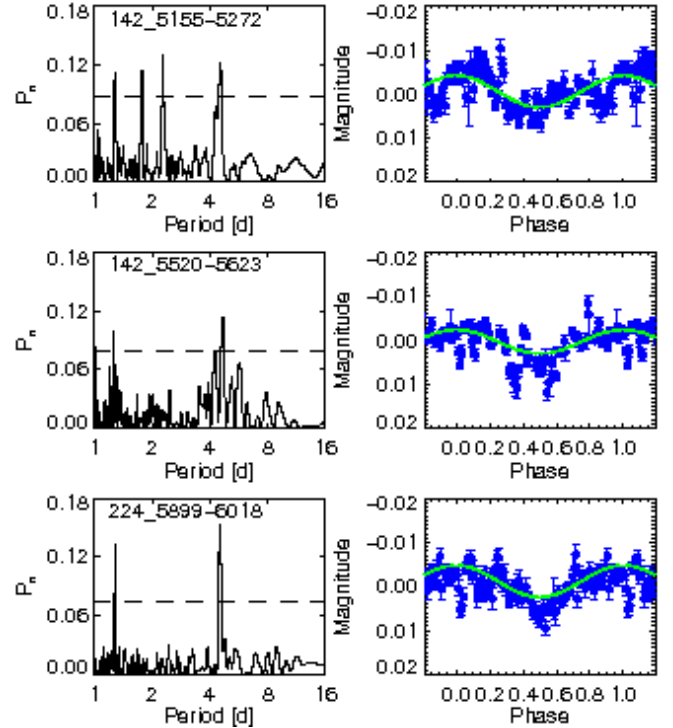 0.18 142_5155-5272 -0.02
0.12 -0.01
P_n Magnitude
0.06 0.00
0.01
0.00 0.02
1 2 4 8 16 0.0 0.2 0.4 0.6 0.8 1.0
Period [d] Phase
0.18 142_5520-5623 -0.02
0.12 -0.01
P_n Magnitude
0.06 0.00
0.01
0.00 0.02
1 2 4 8 16 0.0 0.2 0.4 0.6 0.8 1.0
Period [d] Phase
0.18 224_5899-6018 -0.02
0.12 -0.01
P_n Magnitude
0.06 0.00
0.01
0.00 0.02
1 2 4 8 16 0.0 0.2 0.4 0.6 0.8 1.0
Period [d] Phase